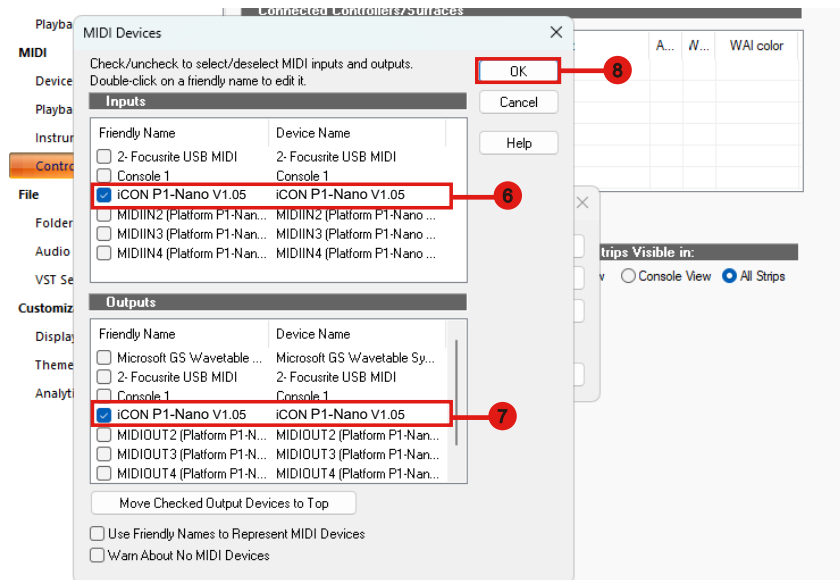 Connected Controllers/Surfaces
Playba
MIDI
Device
Playba
Instrur
Contro
File
Folder
Audio
VST Se
Customiz
Display
Theme
Analyti
MIDI Devices
Check/uncheck to select/deselect MIDI inputs and outputs.
Double-click on a friendly name to edit it.
OK
8
Cancel
Help
Inputs
Friendly Name Device Name
2- Focusrite USB MIDI 2- Focusrite USB MIDI
Console 1 Console 1
iCON P1-Nano V1.05 iCON P1-Nano V1.05
6
MIDIIN2 (Platform P1-Nan... MIDIIN2 (Platform P1-Nano ...
MIDIIN3 (Platform P1-Nan... MIDIIN3 (Platform P1-Nano ...
MIDIIN4 (Platform P1-Nan... MIDIIN4 (Platform P1-Nano ...
Outputs
Friendly Name Device Name
Microsoft GS Wavetable ... Microsoft GS Wavetable Sy...
2- Focusrite USB MIDI 2- Focusrite USB MIDI
Console 1 Console 1
iCON P1-Nano V1.05 iCON P1-Nano V1.05
7
MIDIOUT2 (Platform P1-N... MIDIOUT2 (Platform P1-Nan...
MIDIOUT3 (Platform P1-N... MIDIOUT3 (Platform P1-Nan...
MIDIOUT4 (Platform P1-N... MIDIOUT4 (Platform P1-Nan...
Move Checked Output Devices to Top
Use Friendly Names to Represent MIDI Devices
Warn About No MIDI Devices
A... W... WAI color
trips Visible in:
w Console View All Strips